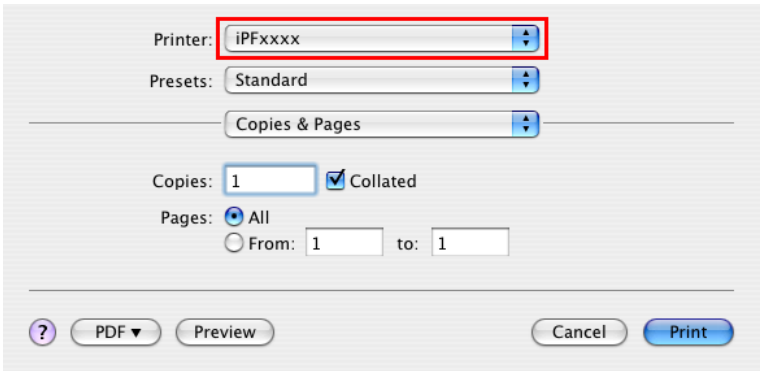 Printer: iPFxxxx
Presets: Standard
Copies & Pages
Copies: 1 Collated
Pages: All
From: 1 to: 1
? PDF▼ Preview Cancel Print